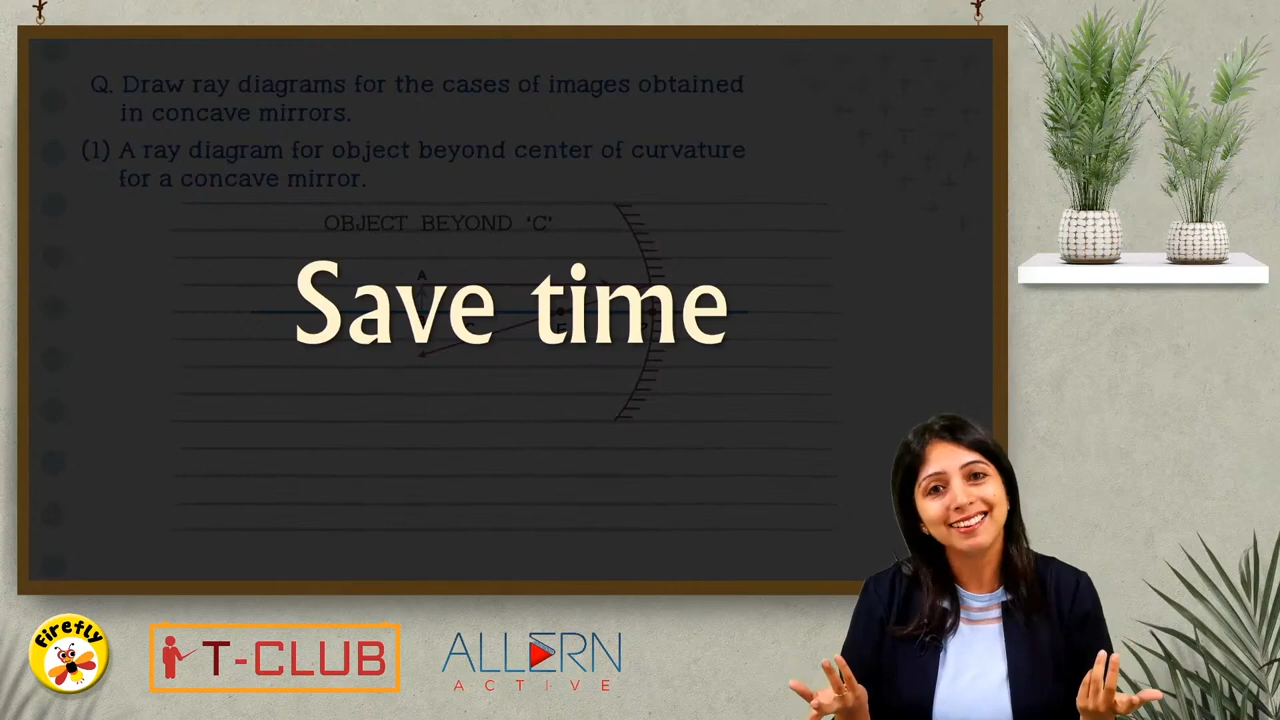 Q. Draw ray diagrams for the cases of images obtained
in concave mirrors.
(1) A ray diagram for object beyond center of curvature
for a concave mirror.
OBJECT BEYOND 'C'
A
Save time
firefly
T-CLUB
ALLERN
ACTIVE